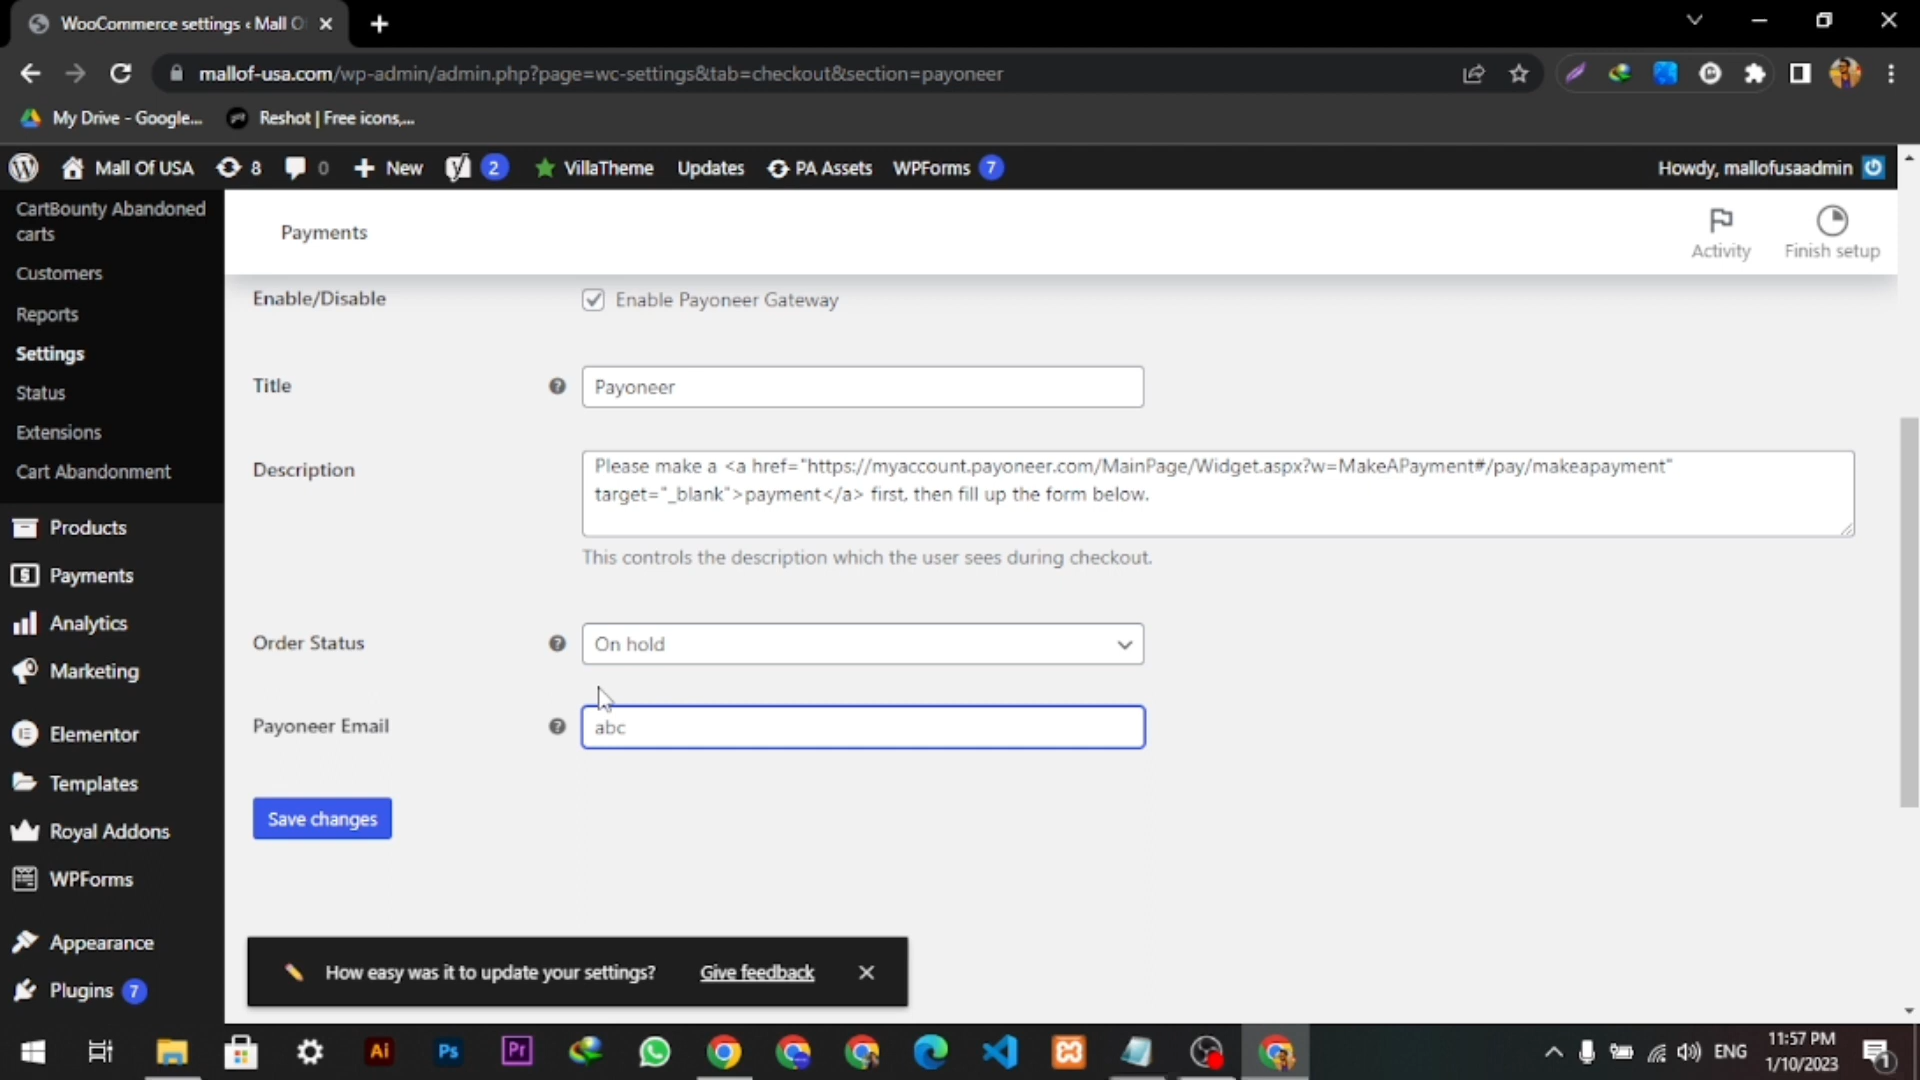 WooCommerce settings ‹ Mall O
mallof-usa.com/wp-admin/admin.php?page=wc-settings&tab=checkout&section=payoneer
My Drive - Google...
Reshot | Free icons,...
Mall Of USA
8
0
New
2
VillaTheme
Updates
PA Assets
WPForms
7
Howdy, mallofusaadmin
CartBounty Abandoned
carts
Customers
Reports
Settings
Status
Extensions
Cart Abandonment
Products
Payments
Analytics
Marketing
Elementor
Templates
Royal Addons
WPForms
Appearance
Plugins 7
Payments
Activity
Finish setup
Enable/Disable
Enable Payoneer Gateway
Title
Payoneer
Description
Please make a <a href="https://myaccount.payoneer.com/MainPage/Widget.aspx?w=MakeAPayment#/pay/makeapayment"
target="_blank">payment</a> first, then fill up the form below.
This controls the description which the user sees during checkout.
Order Status
On hold
Payoneer Email
abc
Save changes
How easy was it to update your settings?
Give feedback
Ai
Ps
Pr
ENG
11:57 PM
1/10/2023
1